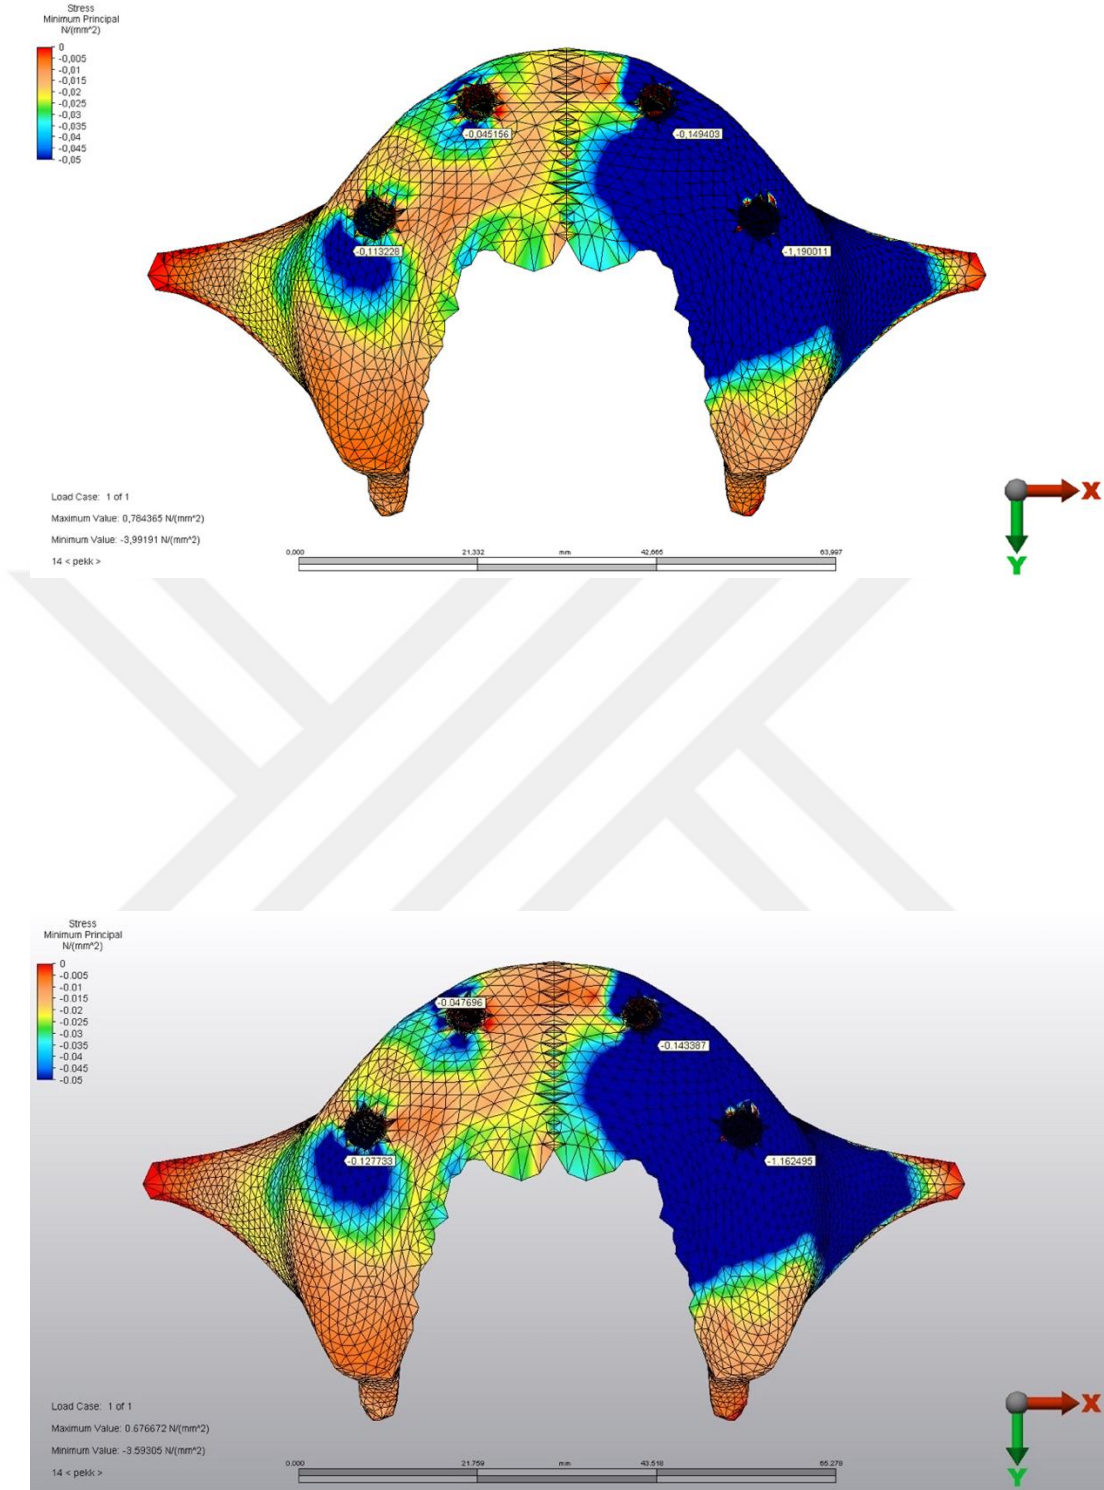 Stress
Minimum Principal
N/(mm^2)
0
-0,005
-0,01
-0,015
-0,02
-0,025
-0,03
-0,035
-0,04
-0,045
-0,05
-0,045156
-0,149403
-0,113228
-1,190011
Load Case: 1 of 1
Maximum Value: 0,784365 N/(mm^2)
Minimum Value: -3,99191 N/(mm^2)
14 < pekk >
0,000 21,332 mm 42,665 63,997
X
Y
Stress
Minimum Principal
N/(mm^2)
0
-0.005
-0.01
-0.015
-0.02
-0.025
-0.03
-0.035
-0.04
-0.045
-0.05
-0.047696
-0.143387
-0.127733
-1.162495
Load Case: 1 of 1
Maximum Value: 0.676672 N/(mm^2)
Minimum Value: -3.59305 N/(mm^2)
14 < pekk >
0.000 21.759 mm 43.518 65.278
X
Y